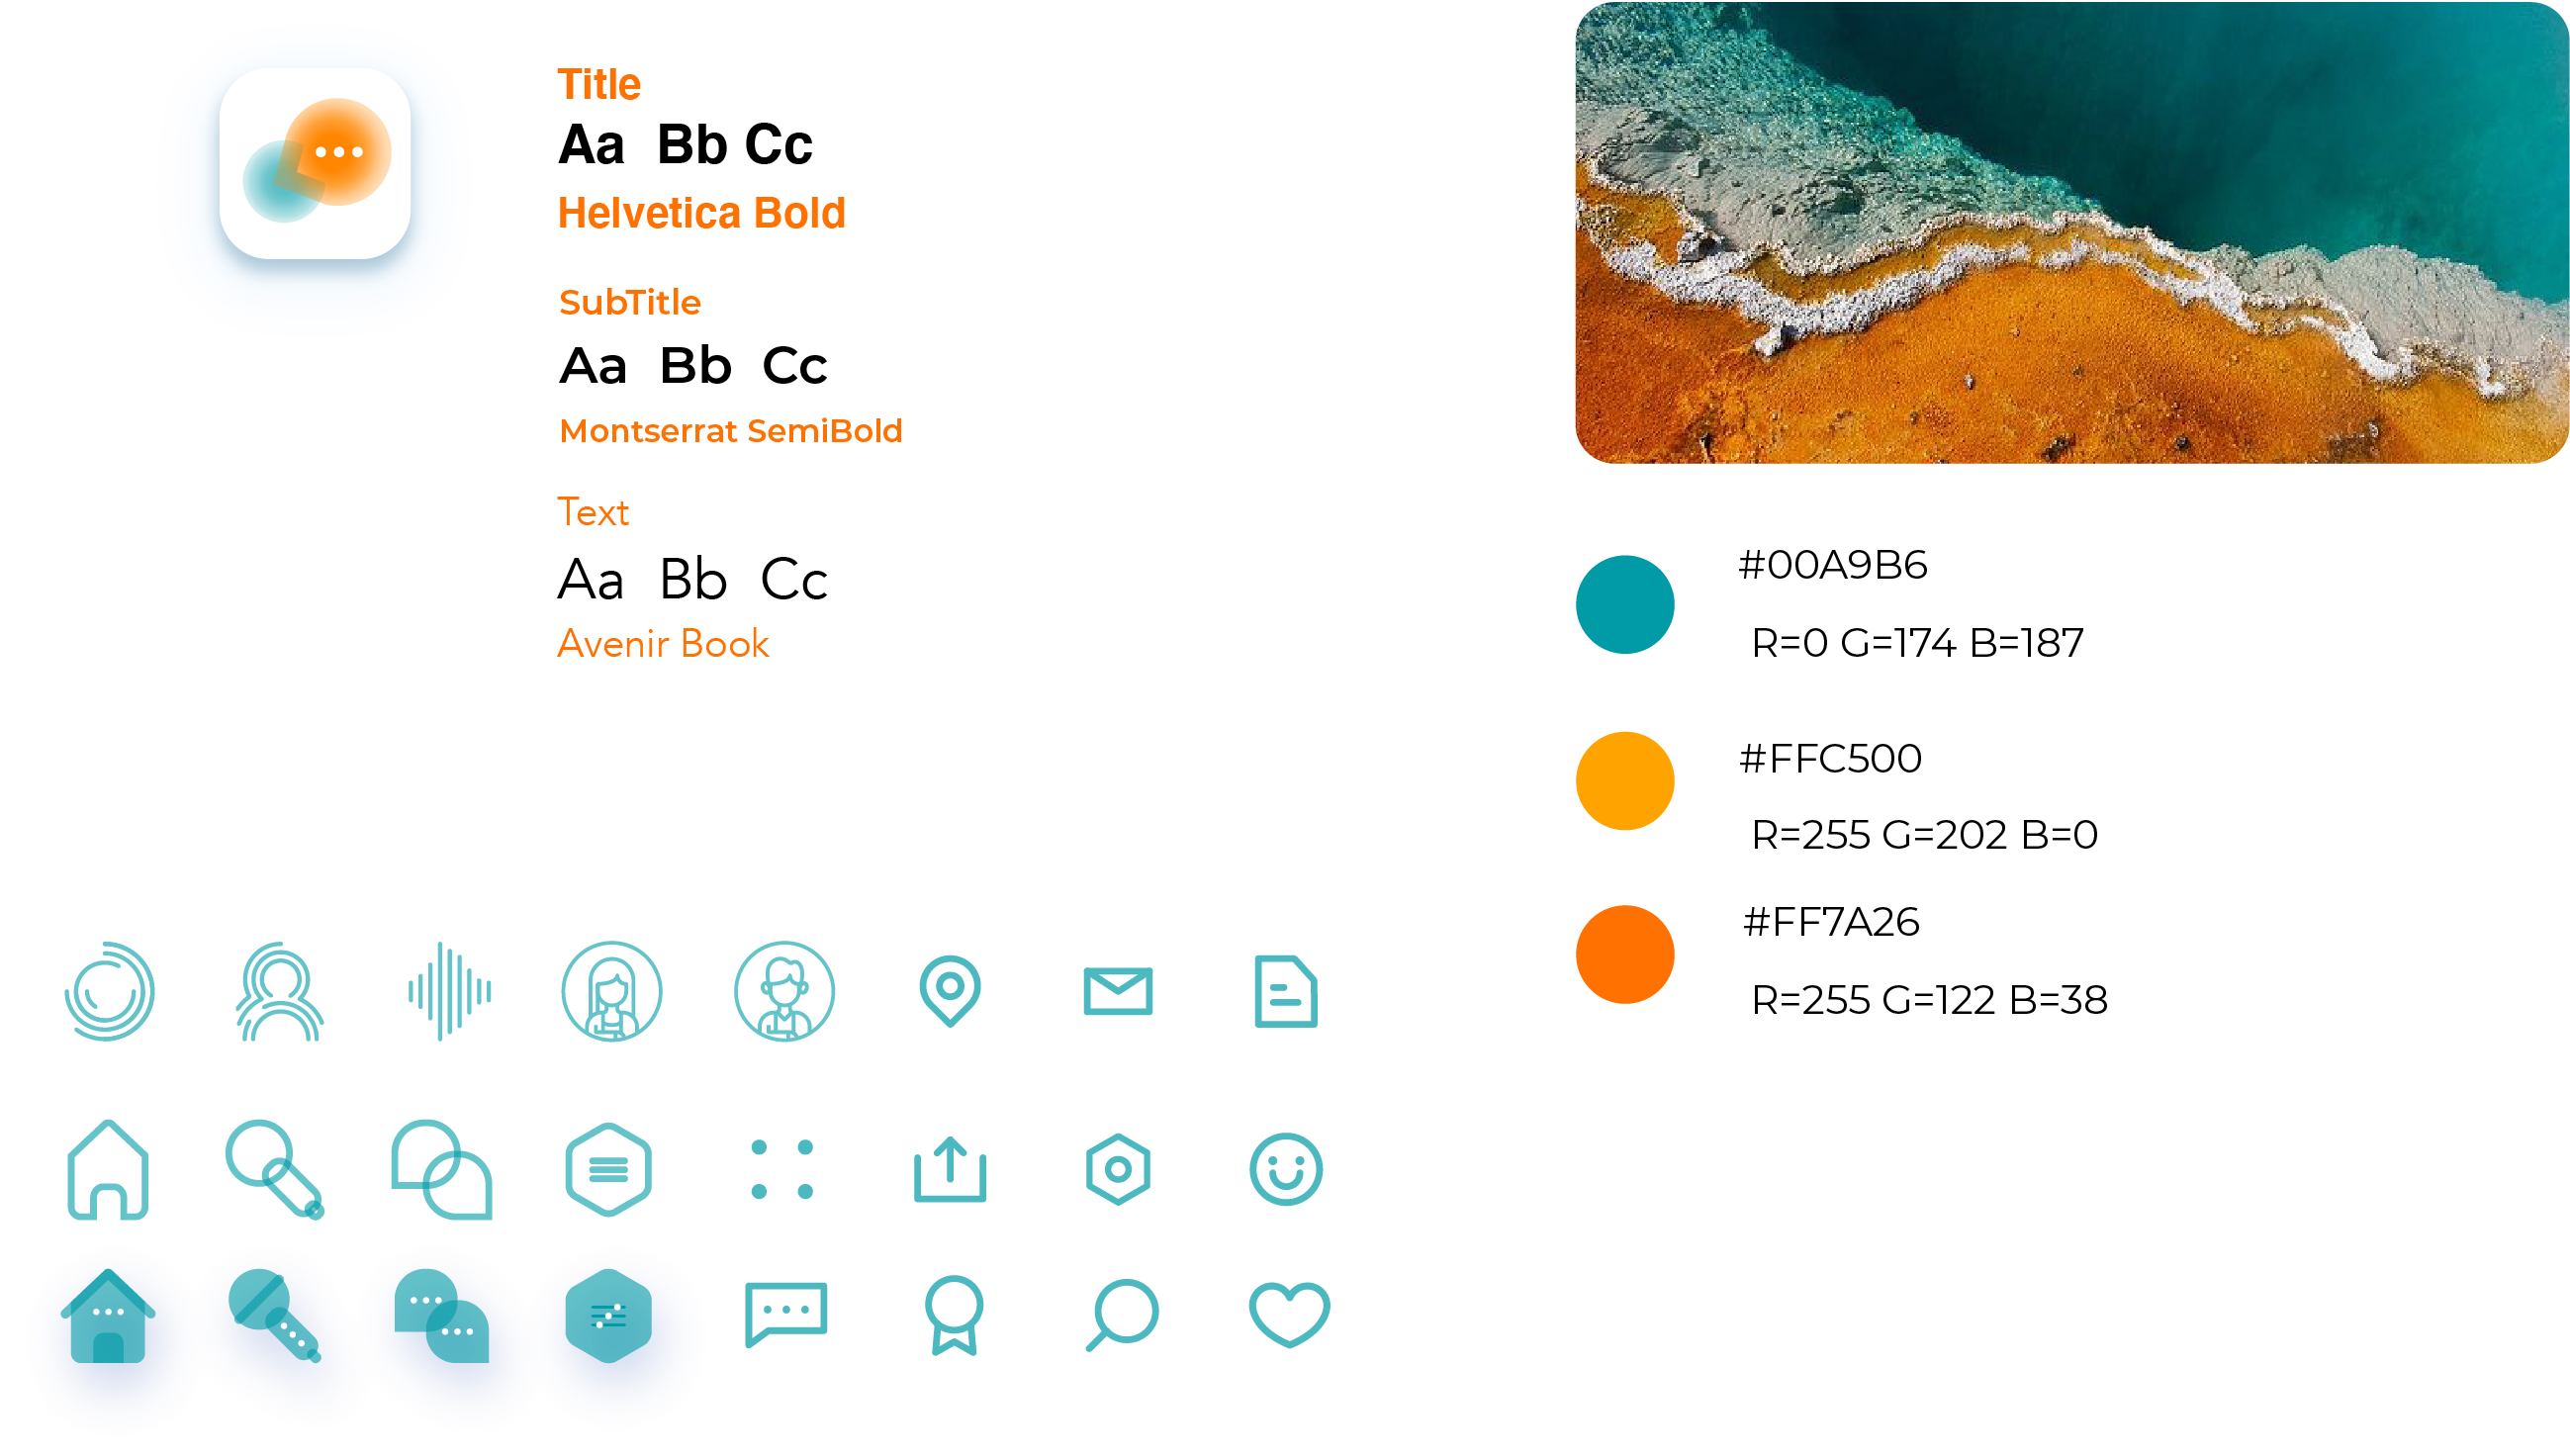 Title
Aa Bb Cc
Helvetica Bold
SubTitle
Aa Bb Cc
Montserrat SemiBold
Text
Aa Bb Cc
Avenir Book
#00A9B6
R=0 G=174 B=187
#FFC500
R=255 G=202 B=0
#FF7A26
R=255 G=122 B=38